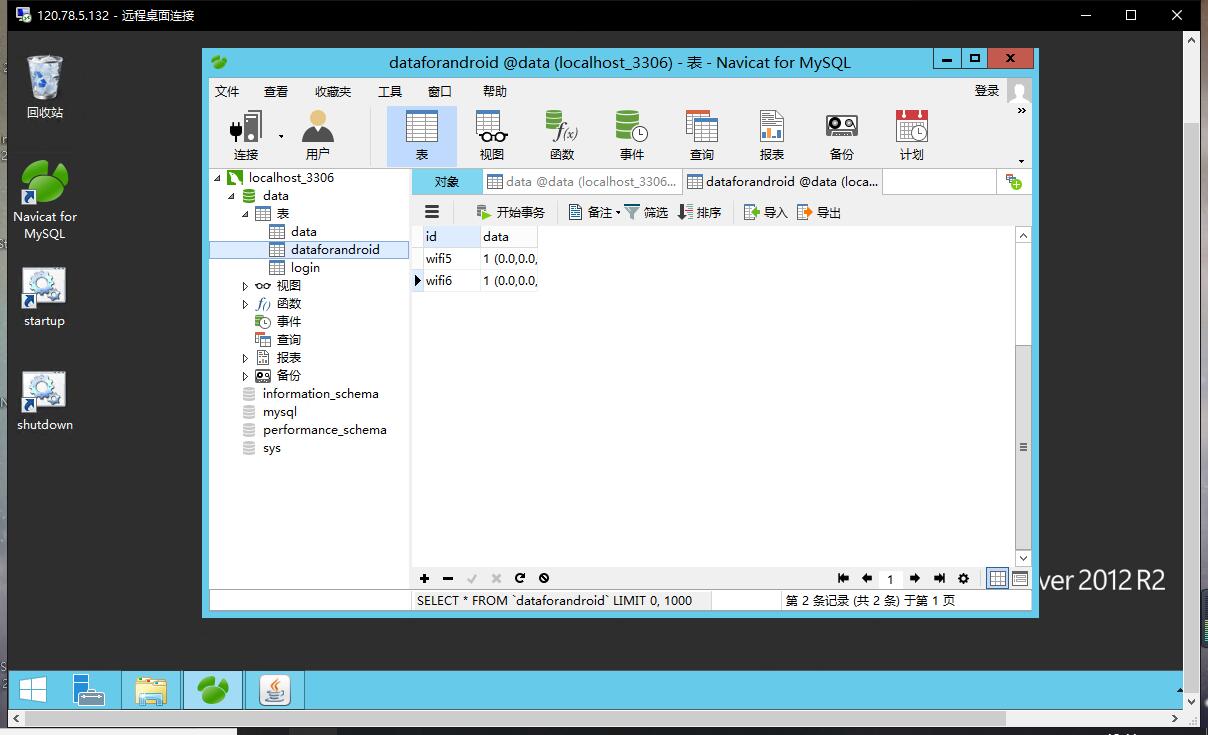 120.78.5.132 - 远程桌面连接
回收站
Navicat for
MySQL
startup
shutdown
dataforandroid @data (localhost_3306) - 表 - Navicat for MySQL
文件 查看 收藏夹 工具 窗口 帮助 登录
连接 用户 表 视图 函数 事件 查询 报表 备份 计划
localhost_3306
data
表
data
dataforandroid
login
视图
函数
事件
查询
报表
备份
information_schema
mysql
performance_schema
sys
对象 data @data (localhost_3306... dataforandroid @data (loca...
开始事务 备注 筛选 排序 导入 导出
id data
wifi5 1 (0.0,0.0,
wifi6 1 (0.0,0.0,
1
SELECT * FROM `dataforandroid` LIMIT 0, 1000 第 2 条记录 (共 2 条) 于第 1 页
ver 2012 R2